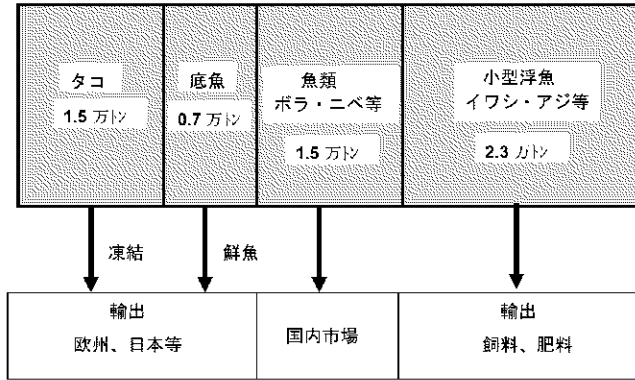 タコ
1.5 万トン
底魚
0.7 万トン
魚類
ボラ・ニベ等
1.5 万トン
小型浮魚
イワシ・アジ等
2.3 万トン
凍結
鮮魚
輸出
欧州、日本等
国内市場
輸出
飼料、肥料